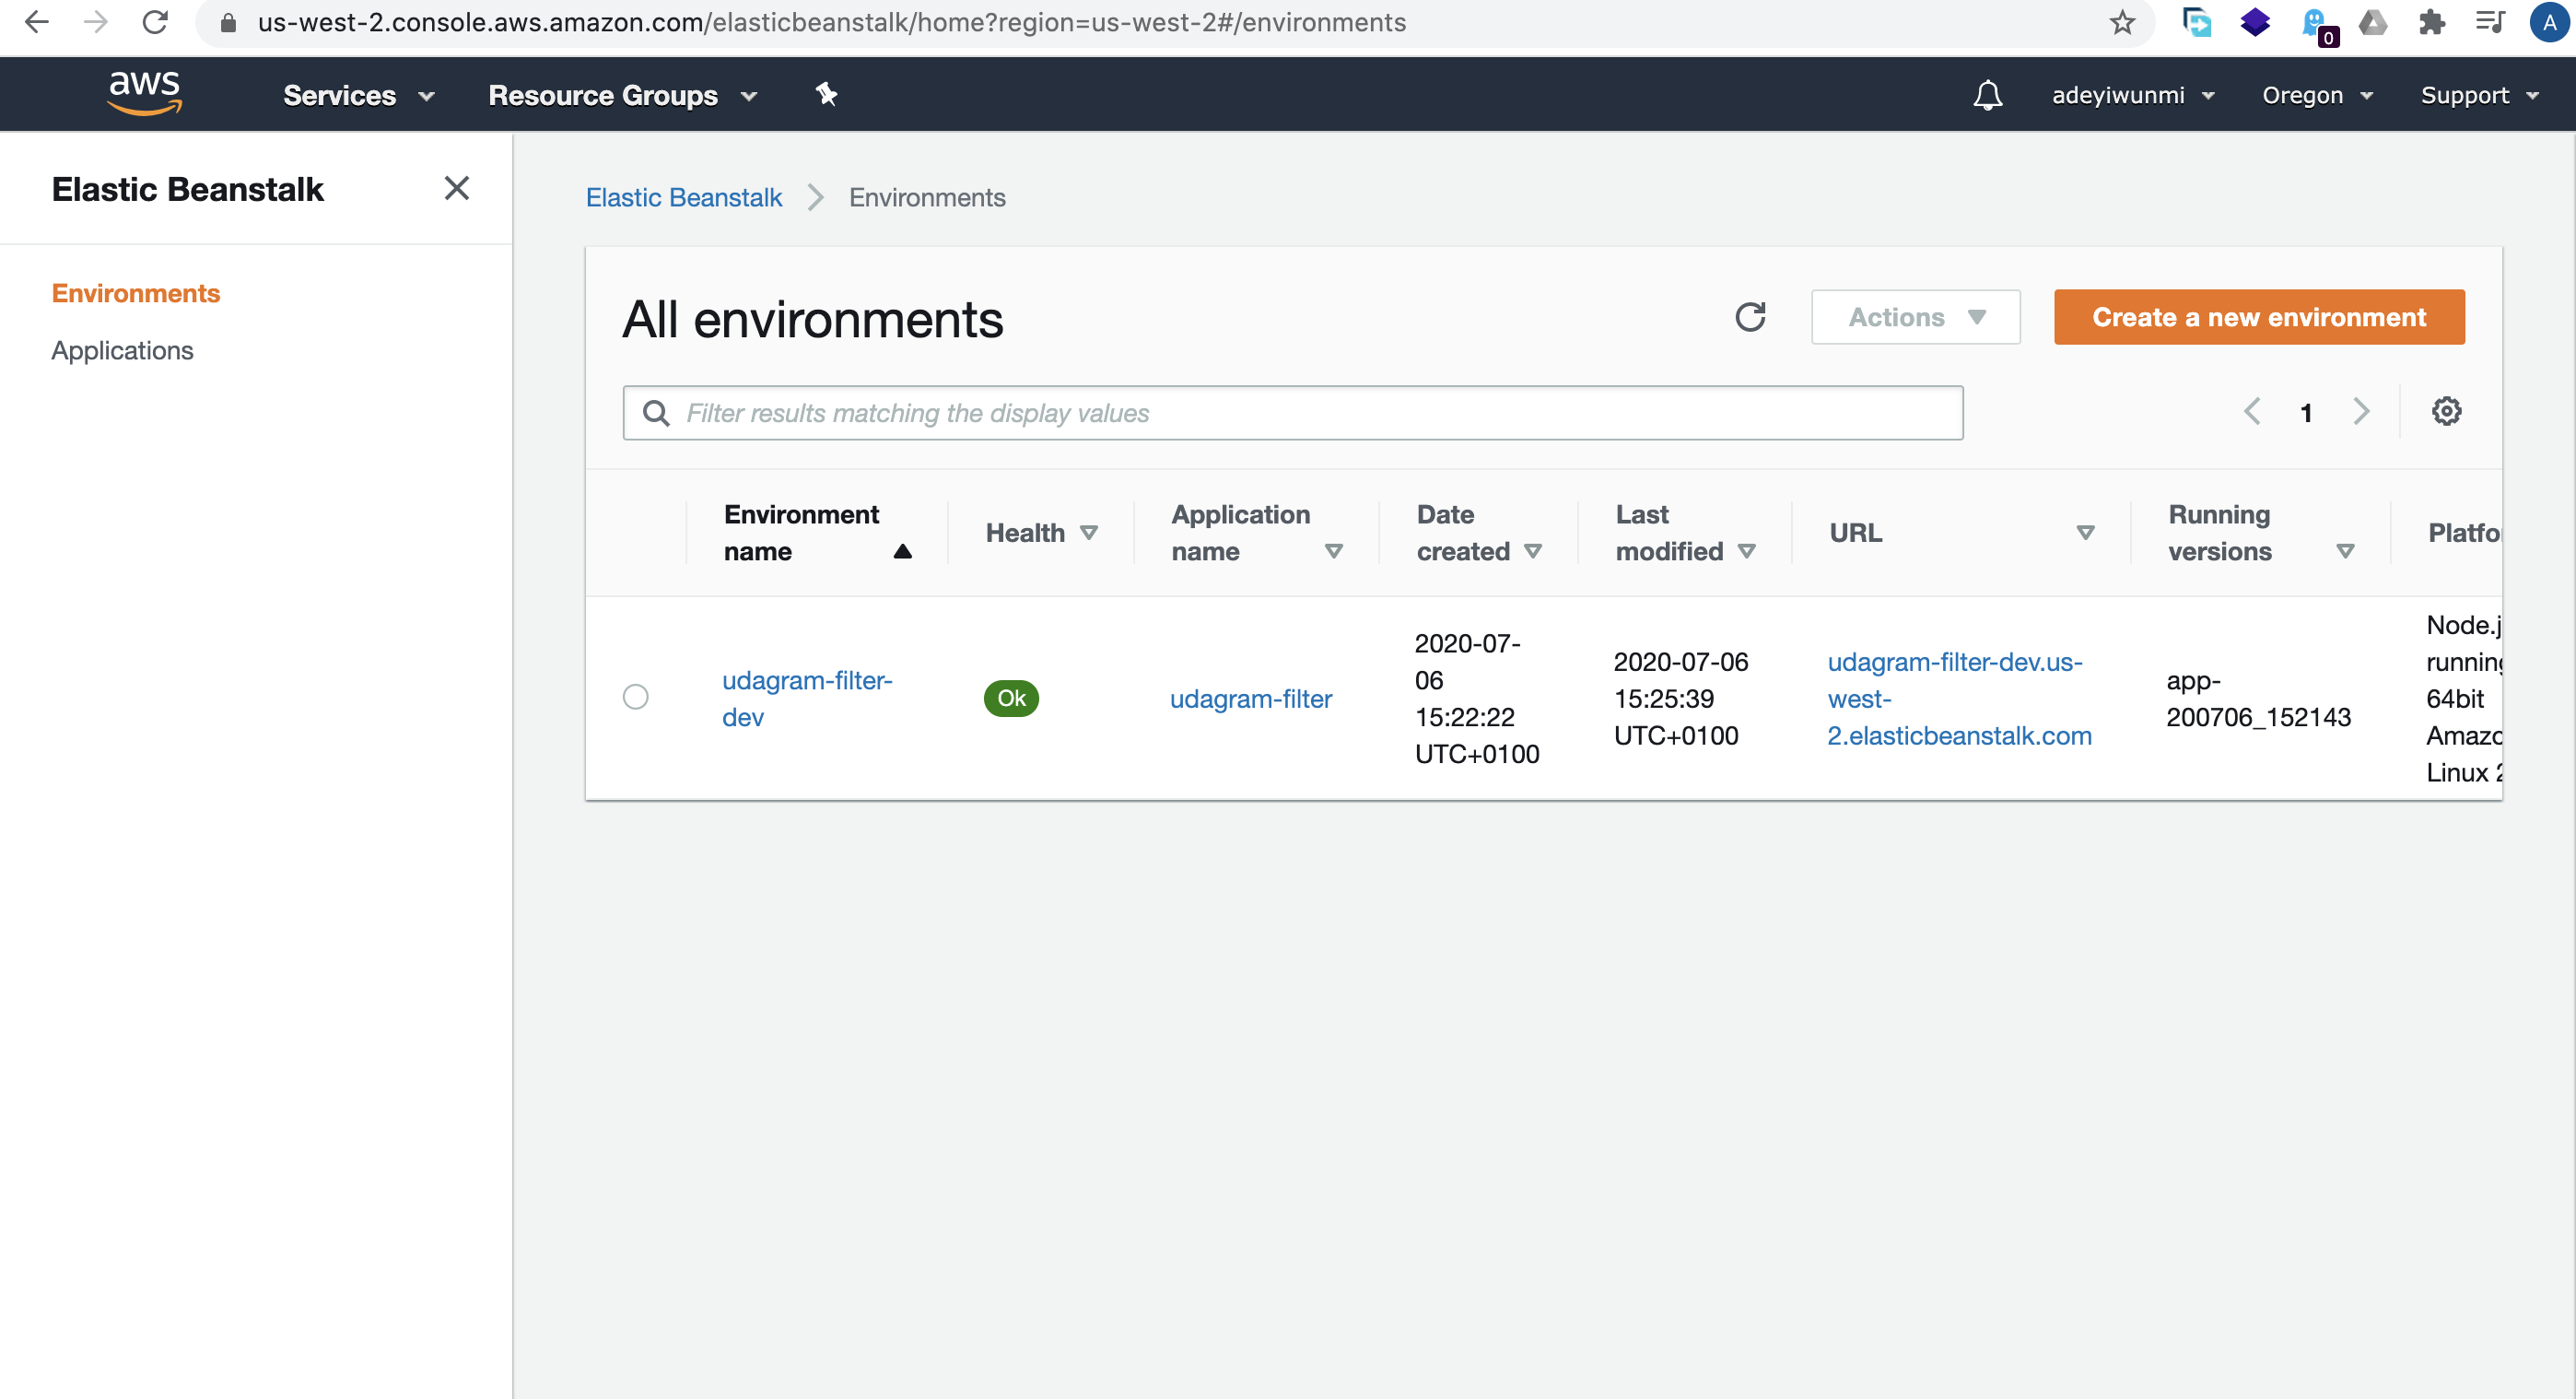 us-west-2.console.aws.amazon.com/elasticbeanstalk/home?region=us-west-2#/environments
0
A
aws
Services
Resource Groups
adeyiwunmi
Oregon
Support
Elastic Beanstalk
Environments
Applications
Elastic Beanstalk
Environments
All environments
Actions
Create a new environment
Filter results matching the display values
1
Environment
name
Health
Application
name
Date
created
Last
modified
URL
Running
versions
Platfo
udagram-filter-
dev
Ok
udagram-filter
2020-07-
06
15:22:22
UTC+0100
2020-07-06
15:25:39
UTC+0100
udagram-filter-dev.us-
west-
2.elasticbeanstalk.com
app-
200706_152143
Node.j
running
64bit
Amazo
Linux 2